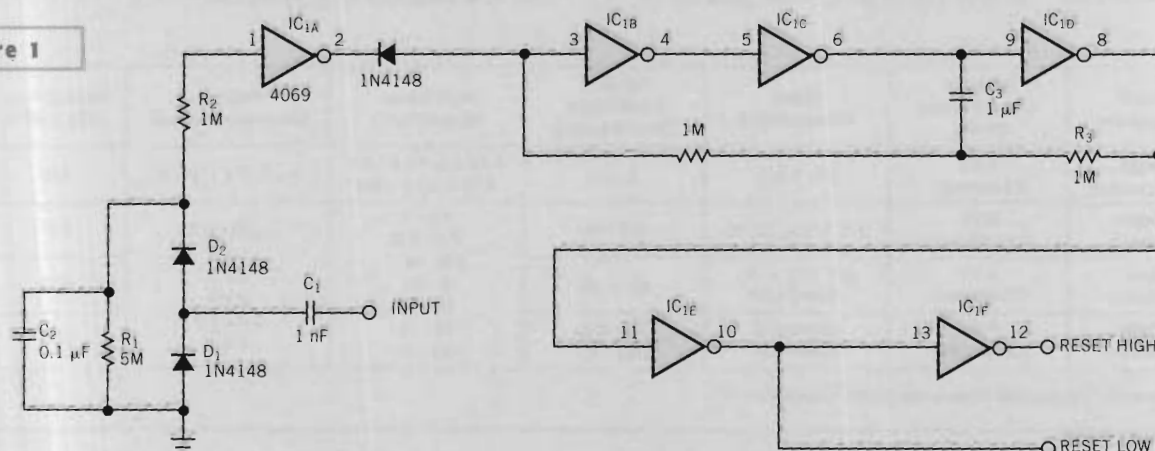 re 1
IC1A
1
2
4069
1N4148
R2
1M
IC1B
3
4
IC1C
5
6
IC1D
9
8
C3
1 µF
1M
R3
1M
D2
1N4148
C1
1 nF
INPUT
C2
0.1 µF
R1
5M
D1
1N4148
IC1E
11
10
IC1F
13
12
RESET HIGH
RESET LOW